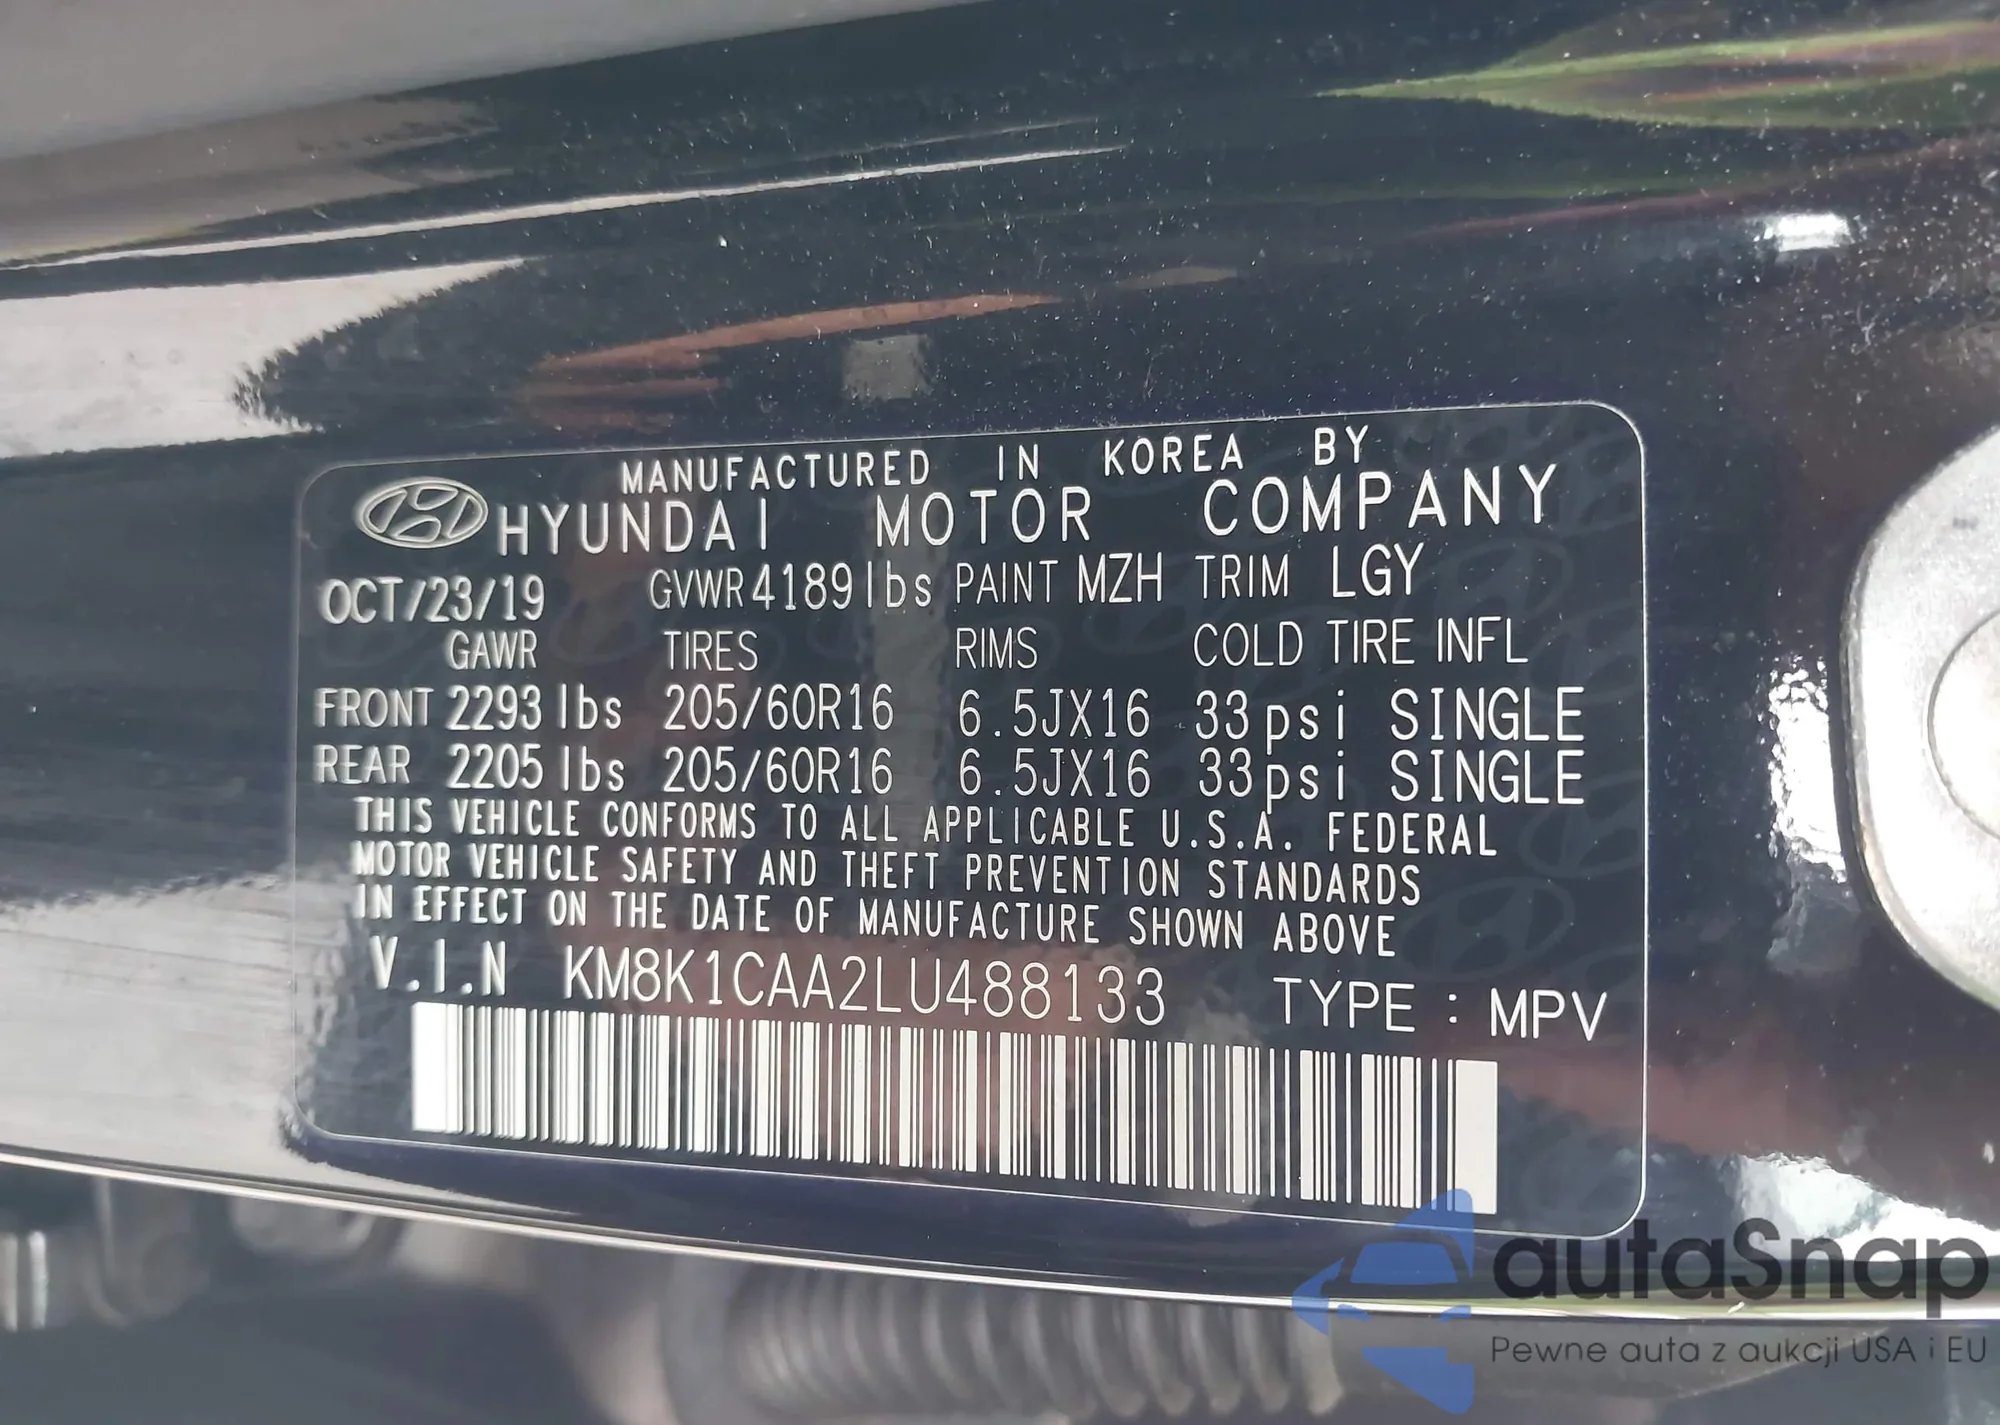 MANUFACTURED IN KOREA BY
HYUNDAI MOTOR COMPANY
OCT/23/19 GVWR 4189 lbs PAINT MZH TRIM LGY
GAWR TIRES RIMS COLD TIRE INFL
FRONT 2293 lbs 205/60R16 6.5JX16 33psi SINGLE
REAR 2205 lbs 205/60R16 6.5JX16 33psi SINGLE
THIS VEHICLE CONFORMS TO ALL APPLICABLE U.S.A. FEDERAL
MOTOR VEHICLE SAFETY AND THEFT PREVENTION STANDARDS
IN EFFECT ON THE DATE OF MANUFACTURE SHOWN ABOVE
V.I.N KM8K1CAA2LU488133 TYPE : MPV
autaSnap
Pewne auta z aukcji USA i EU